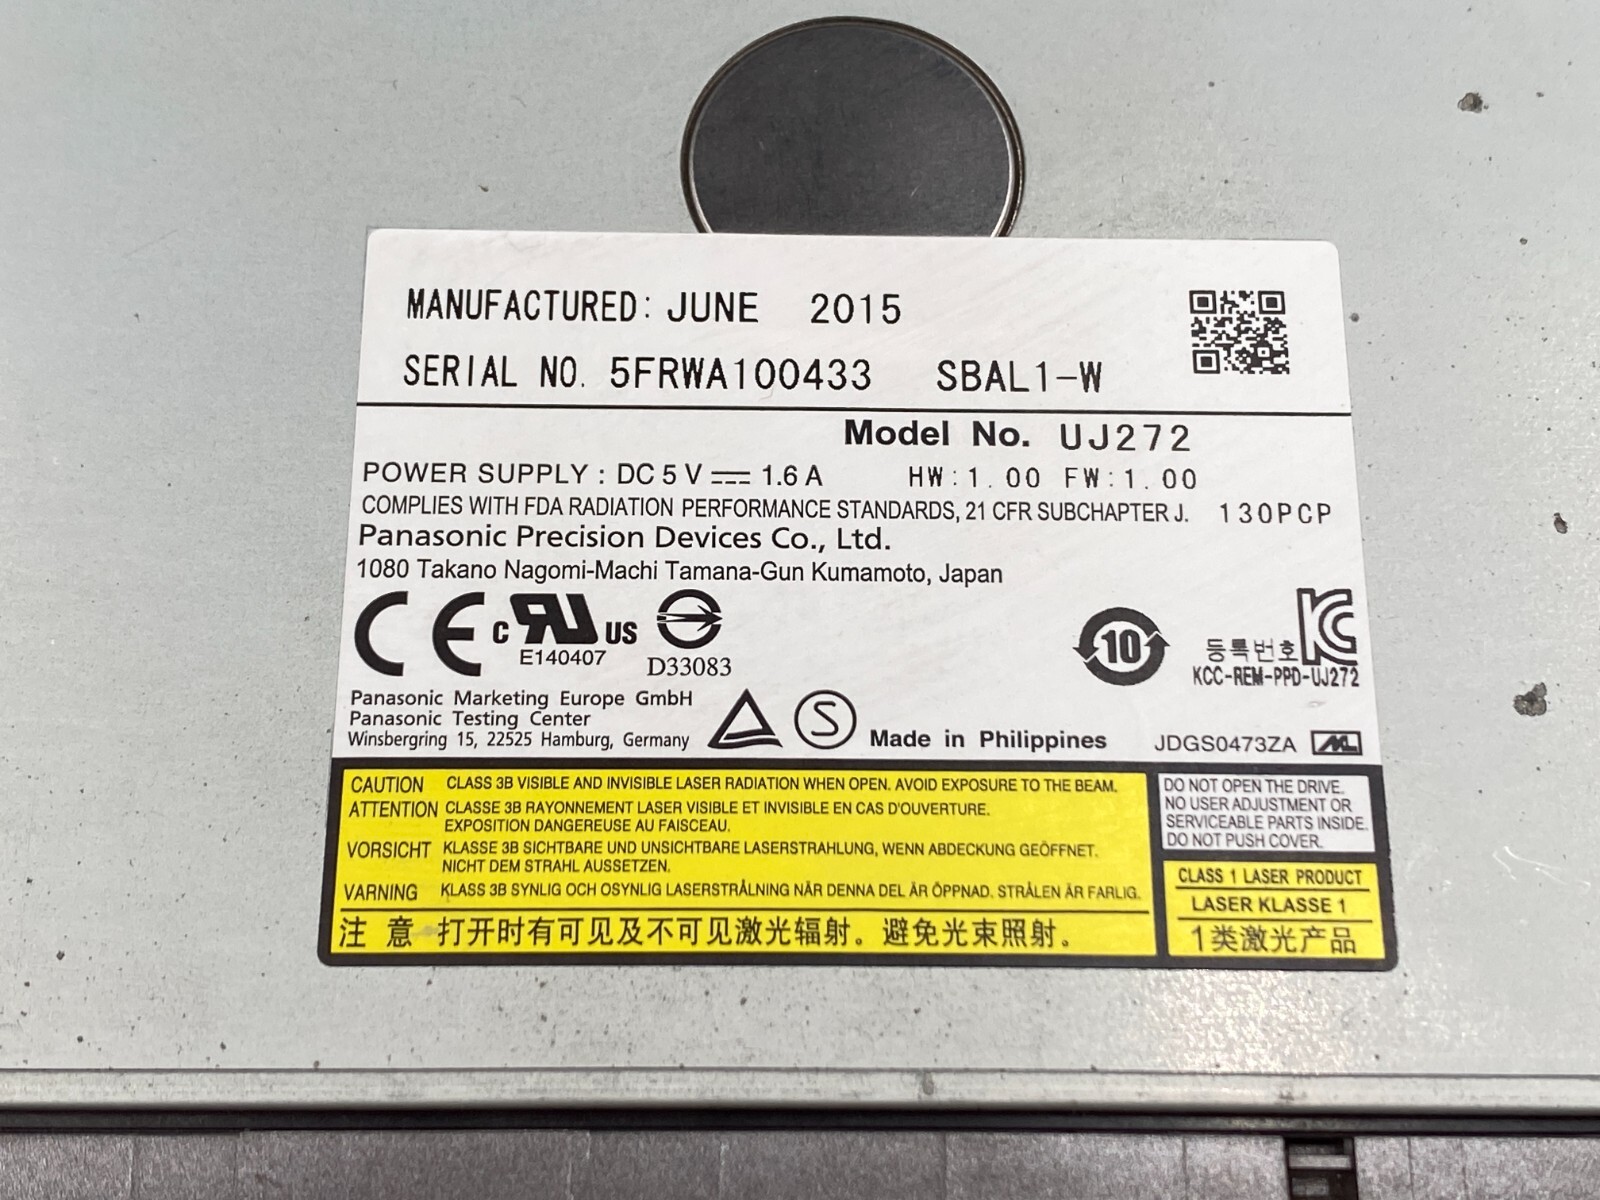 MANUFACTURED: JUNE 2015
SERIAL NO. 5FRWA100433 SBAL1-W
Model No. UJ272
POWER SUPPLY : DC 5 V ⎓ 1.6 A HW:1.00 FW:1.00
COMPLIES WITH FDA RADIATION PERFORMANCE STANDARDS, 21 CFR SUBCHAPTER J. 130PCP
Panasonic Precision Devices Co., Ltd.
1080 Takano Nagomi-Machi Tamana-Gun Kumamoto, Japan
CE c RU US
E140407
D33083
10
등록번호 KC
KCC-REM-PPD-UJ272
Panasonic Marketing Europe GmbH
Panasonic Testing Center
Winsbergring 15, 22525 Hamburg, Germany
S
Made in Philippines JDGS0473ZA
CAUTION CLASS 3B VISIBLE AND INVISIBLE LASER RADIATION WHEN OPEN. AVOID EXPOSURE TO THE BEAM.
ATTENTION CLASSE 3B RAYONNEMENT LASER VISIBLE ET INVISIBLE EN CAS D'OUVERTURE.
EXPOSITION DANGEREUSE AU FAISCEAU.
VORSICHT KLASSE 3B SICHTBARE UND UNSICHTBARE LASERSTRAHLUNG, WENN ABDECKUNG GEÖFFNET.
NICHT DEM STRAHL AUSSETZEN.
VARNING KLASS 3B SYNLIG OCH OSYNLIG LASERSTRÅLNING NÄR DENNA DEL ÄR ÖPPNAD. STRÅLEN ÄR FARLIG.
注 意 打开时有可见及不可见激光辐射。避免光束照射。
DO NOT OPEN THE DRIVE.
NO USER ADJUSTMENT OR
SERVICEABLE PARTS INSIDE.
DO NOT PUSH COVER.
CLASS 1 LASER PRODUCT
LASER KLASSE 1
1类激光产品